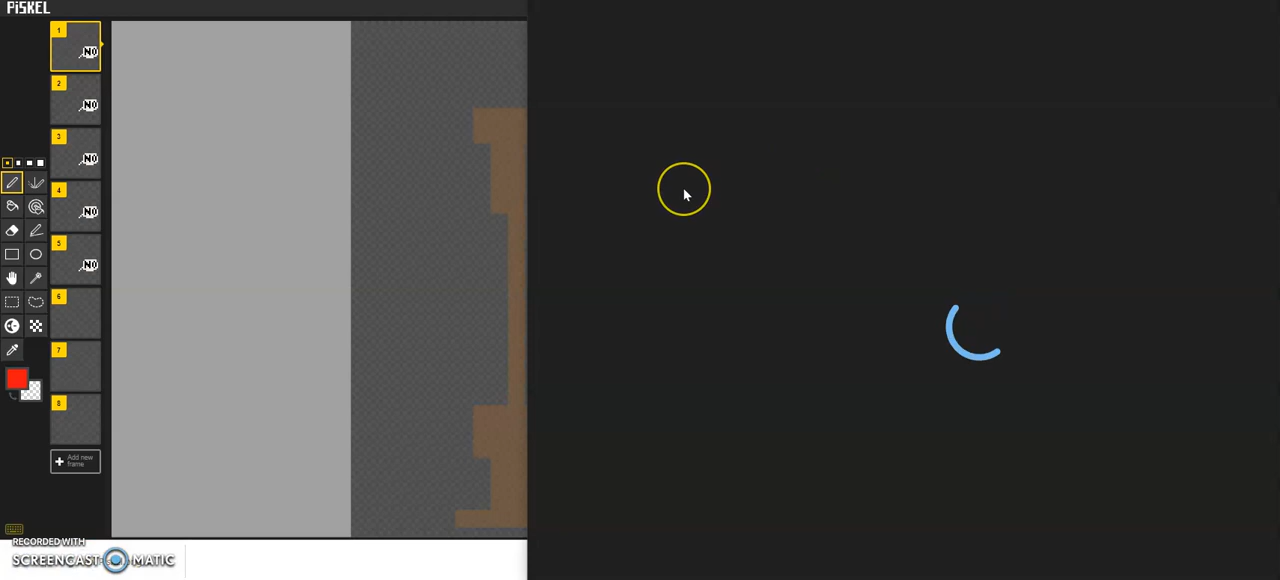 PiSKEL
1
NO
2
NO
3
NO
4
NO
5
NO
6
7
8
Add new
frame
RECORDED WITH
SCREENCAST MATIC